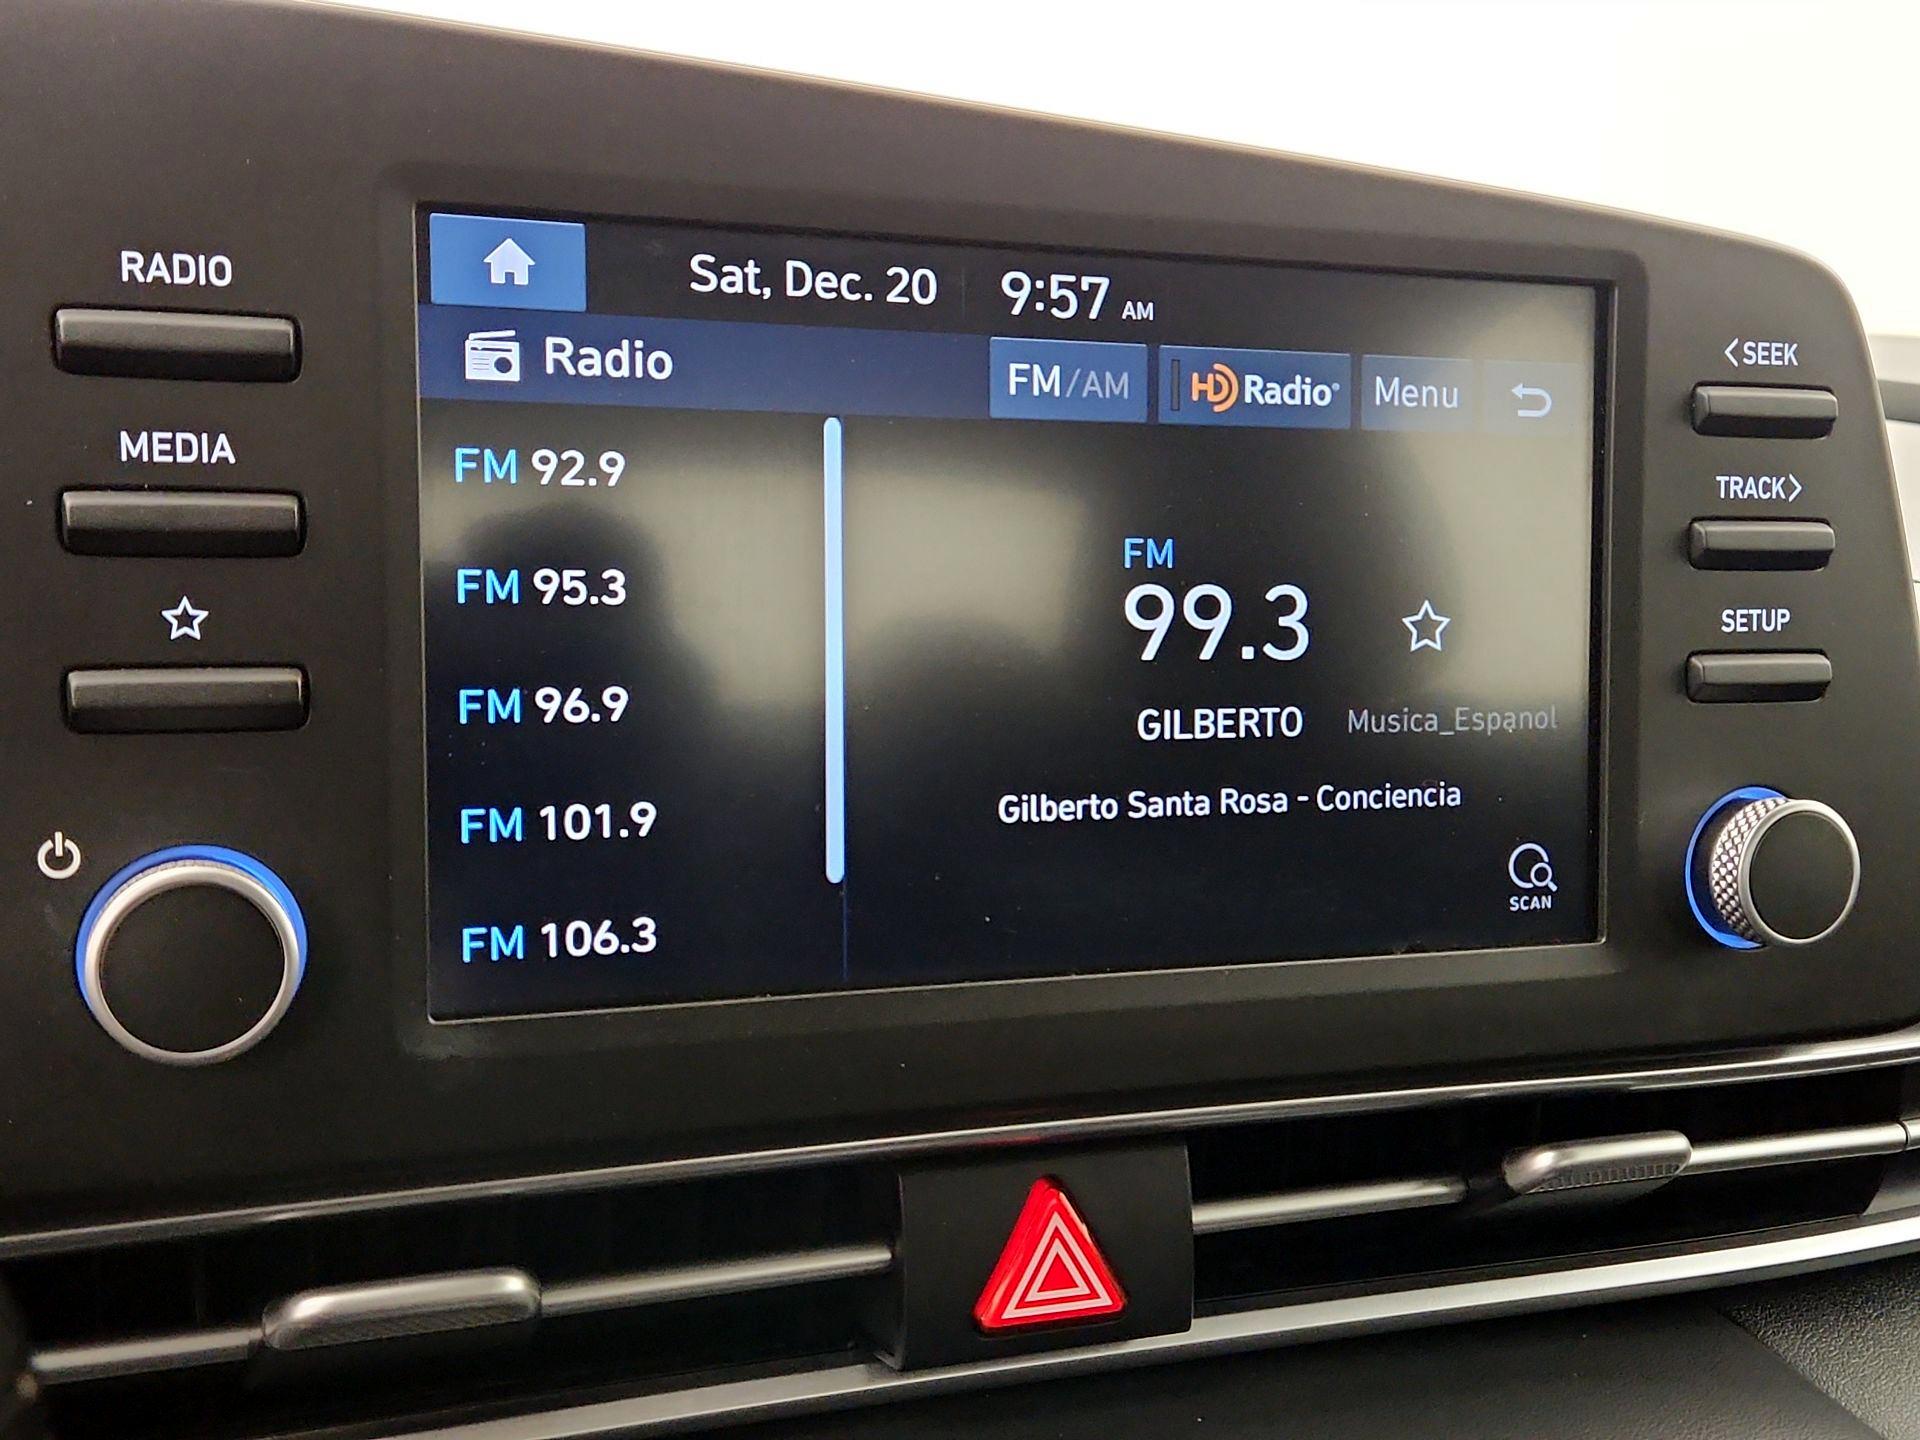 RADIO
MEDIA
Sat, Dec. 20 9:57 AM
Radio
FM/AM
HD Radio®
Menu
FM 92.9
FM 95.3
FM 96.9
FM 101.9
FM 106.3
FM
99.3
GILBERTO Musica_Espanol
Gilberto Santa Rosa - Conciencia
SCAN
<SEEK
TRACK>
SETUP